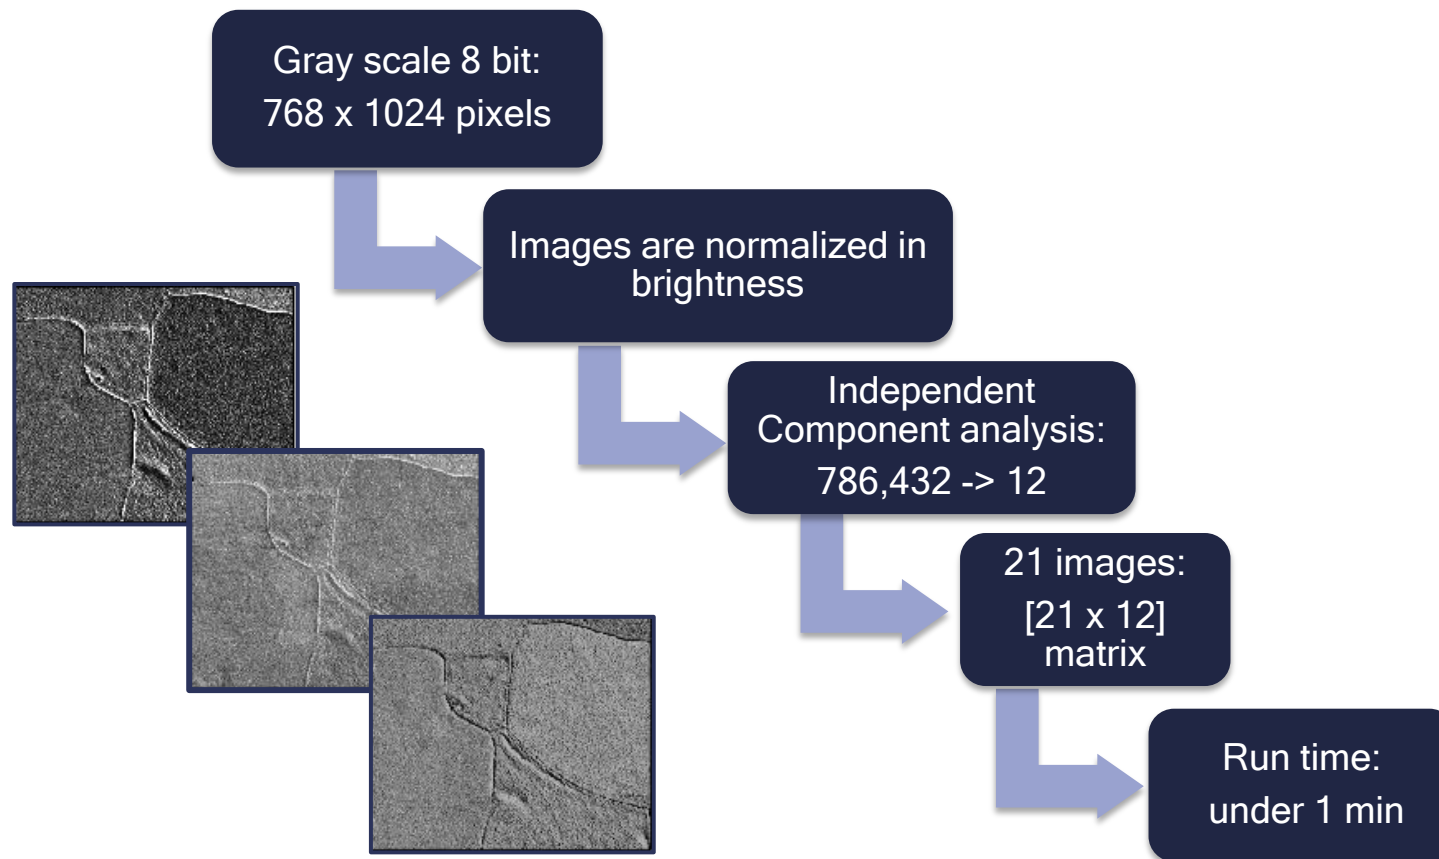 Gray scale 8 bit:
768 x 1024 pixels
Images are normalized in
brightness
Independent
Component analysis:
786,432 -> 12
21 images:
[21 x 12]
matrix
Run time:
under 1 min